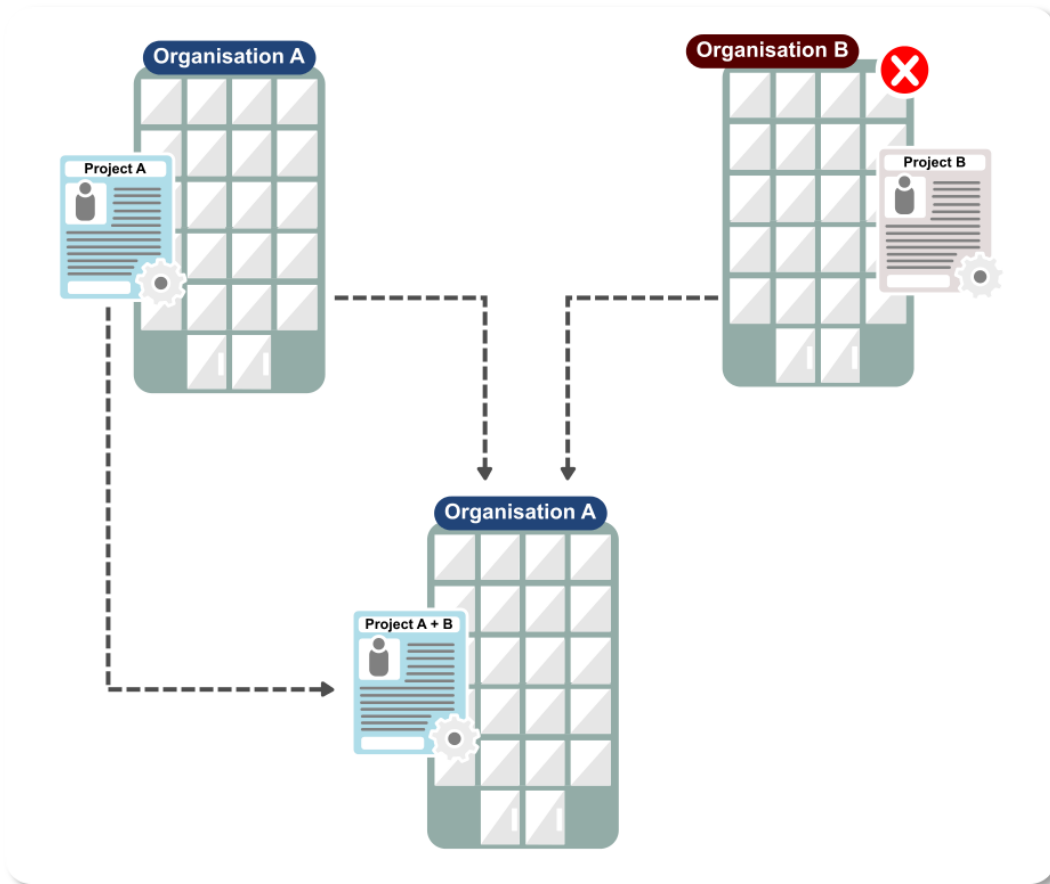 Organisation A
Organisation B
Project A
Project B
Organisation A
Project A + B